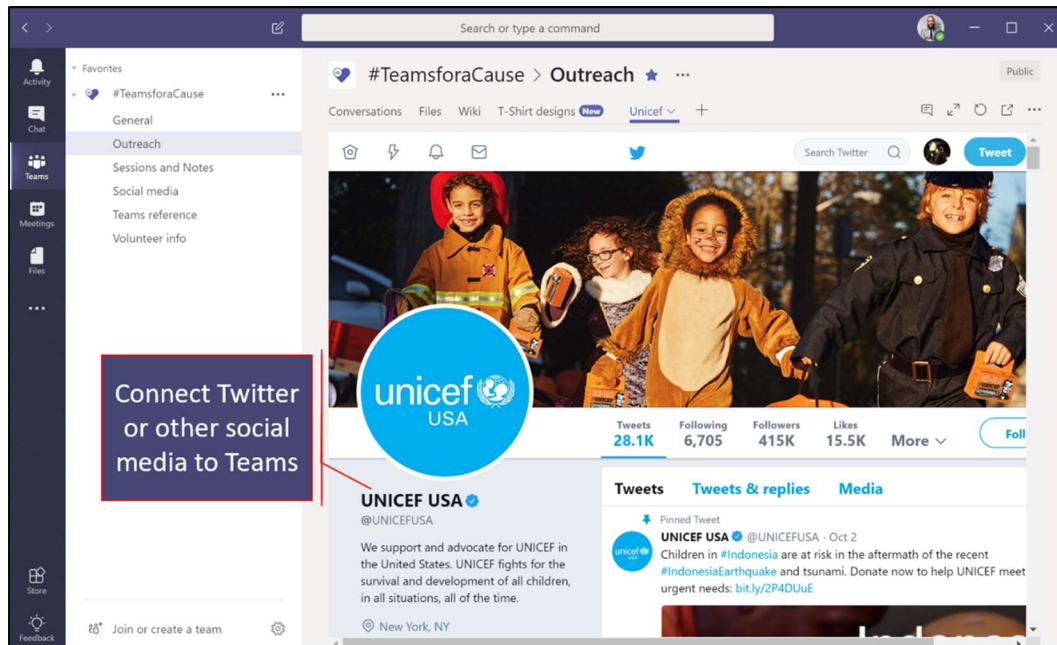 Search or type a command
Activity
Chat
Teams
Meetings
Files
Store
Feedback
Favorites
#TeamsforaCause
General
Outreach
Sessions and Notes
Social media
Teams reference
Volunteer info
Join or create a team
#TeamsforaCause > Outreach
Public
Conversations Files Wiki T-Shirt designs New Unicef
Search Twitter
Tweet
unicef
USA
Tweets Following Followers Likes
28.1K 6,705 415K 15.5K More
Foll
Connect Twitter
or other social
media to Teams
UNICEF USA
@UNICEFUSA
We support and advocate for UNICEF in
the United States. UNICEF fights for the
survival and development of all children,
in all situations, all of the time.
New York, NY
Tweets Tweets & replies Media
Pinned Tweet
UNICEF USA @UNICEFUSA · Oct 2
Children in #Indonesia are at risk in the aftermath of the recent
#IndonesiaEarthquake and tsunami. Donate now to help UNICEF meet
urgent needs: bit.ly/2P4DUuE
unicef